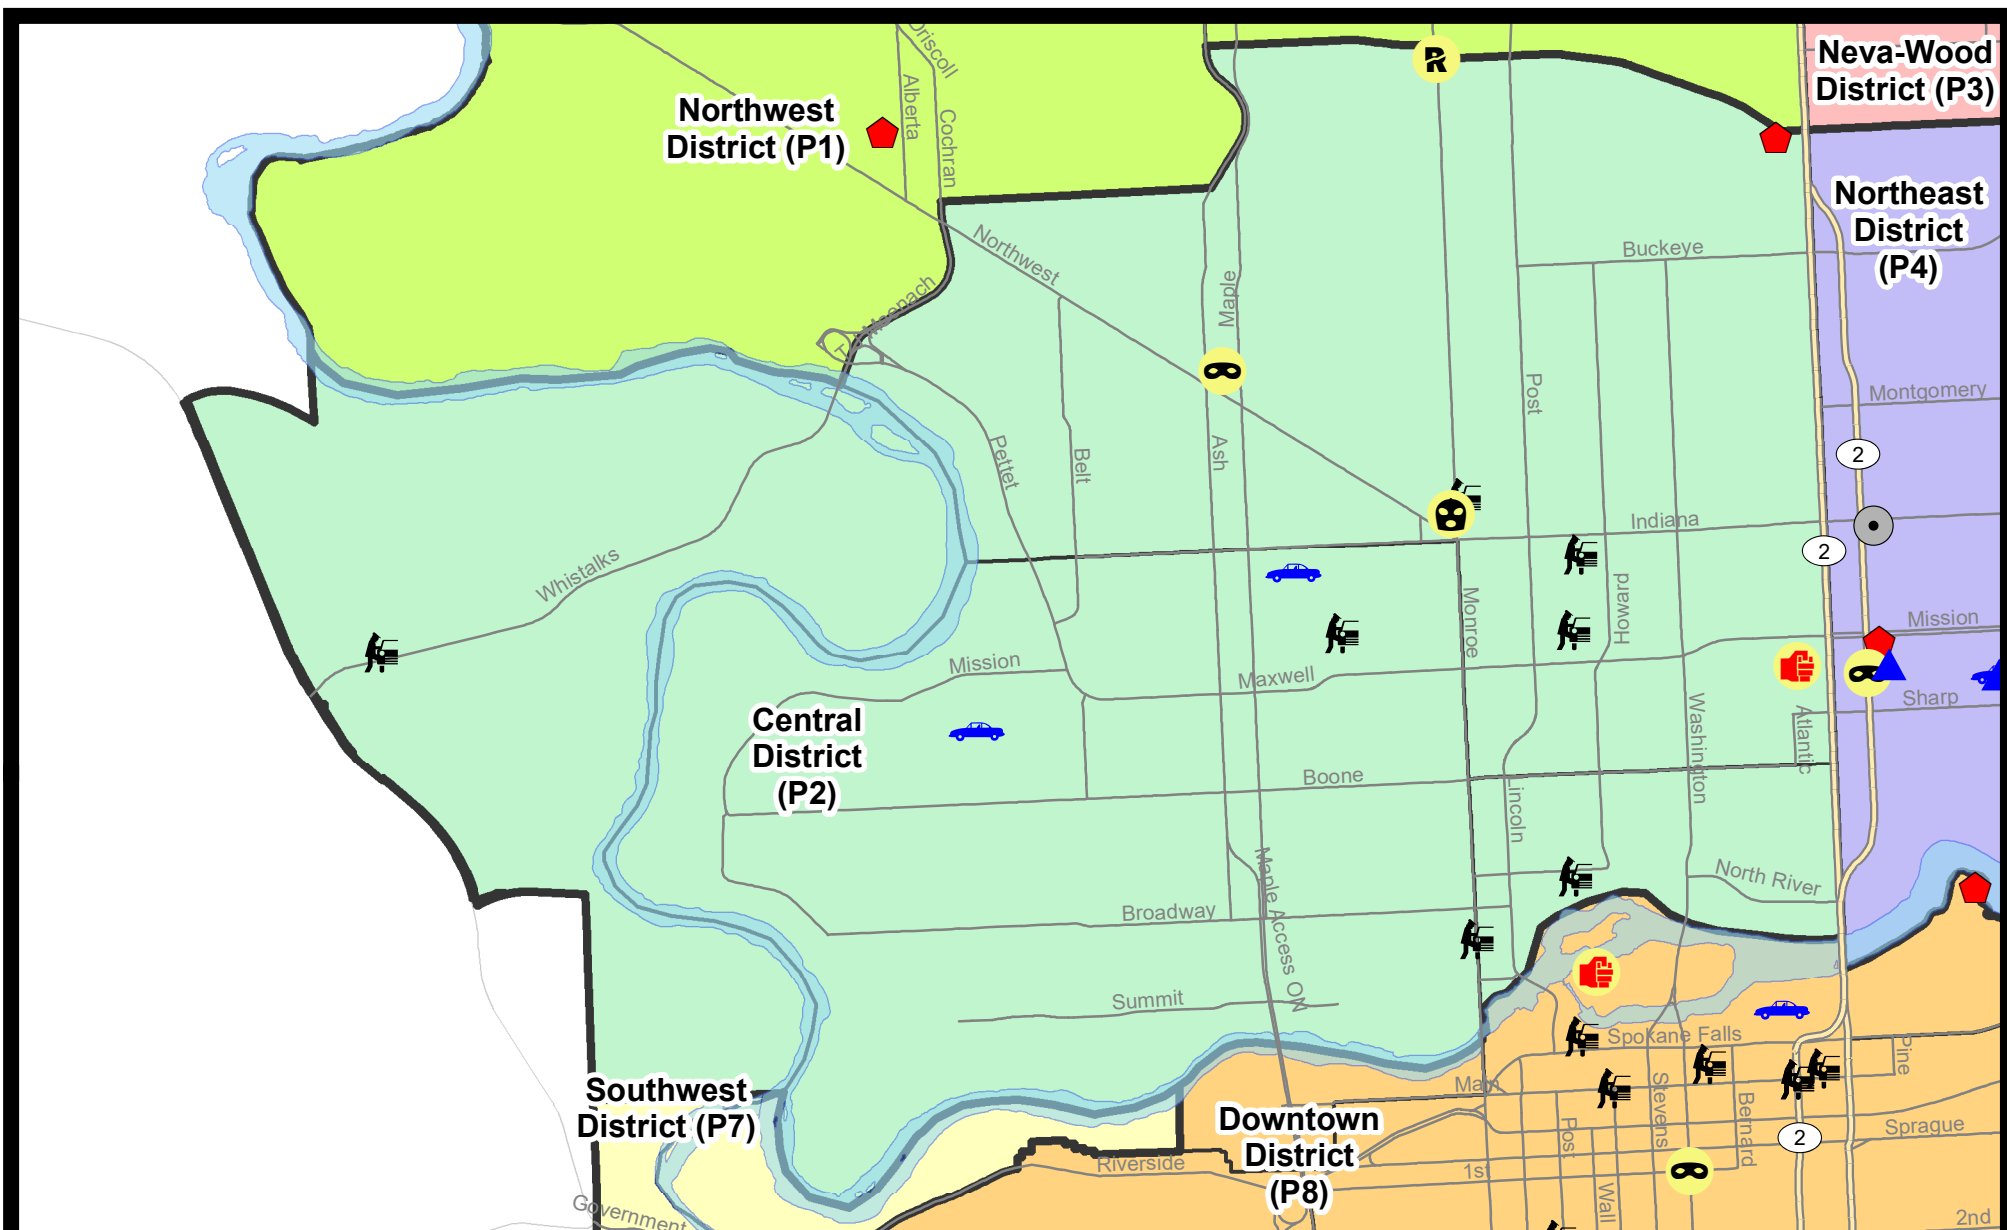 Neva-Wood
District (P3)
Northwest
District (P1)
Driscoll
Alberta
Cochran
Northeast
District
(P4)
Northwest
Buckeye
Maple
Montgomery
Post
Pettet
Belt
Ash
2
Indiana
2
Whistalks
Monroe
Howard
Mission
Mission
Maxwell
Sharp
Central
District
(P2)
Washington
Atlantic
Boone
Lincoln
North River
Maple Access ON
Broadway
Summit
Spokane Falls
Pine
Southwest
District (P7)
Main
Stevens
Bernard
Downtown
District
(P8)
Post
2
Sprague
Riverside
1st
Wall
Government
2nd
R